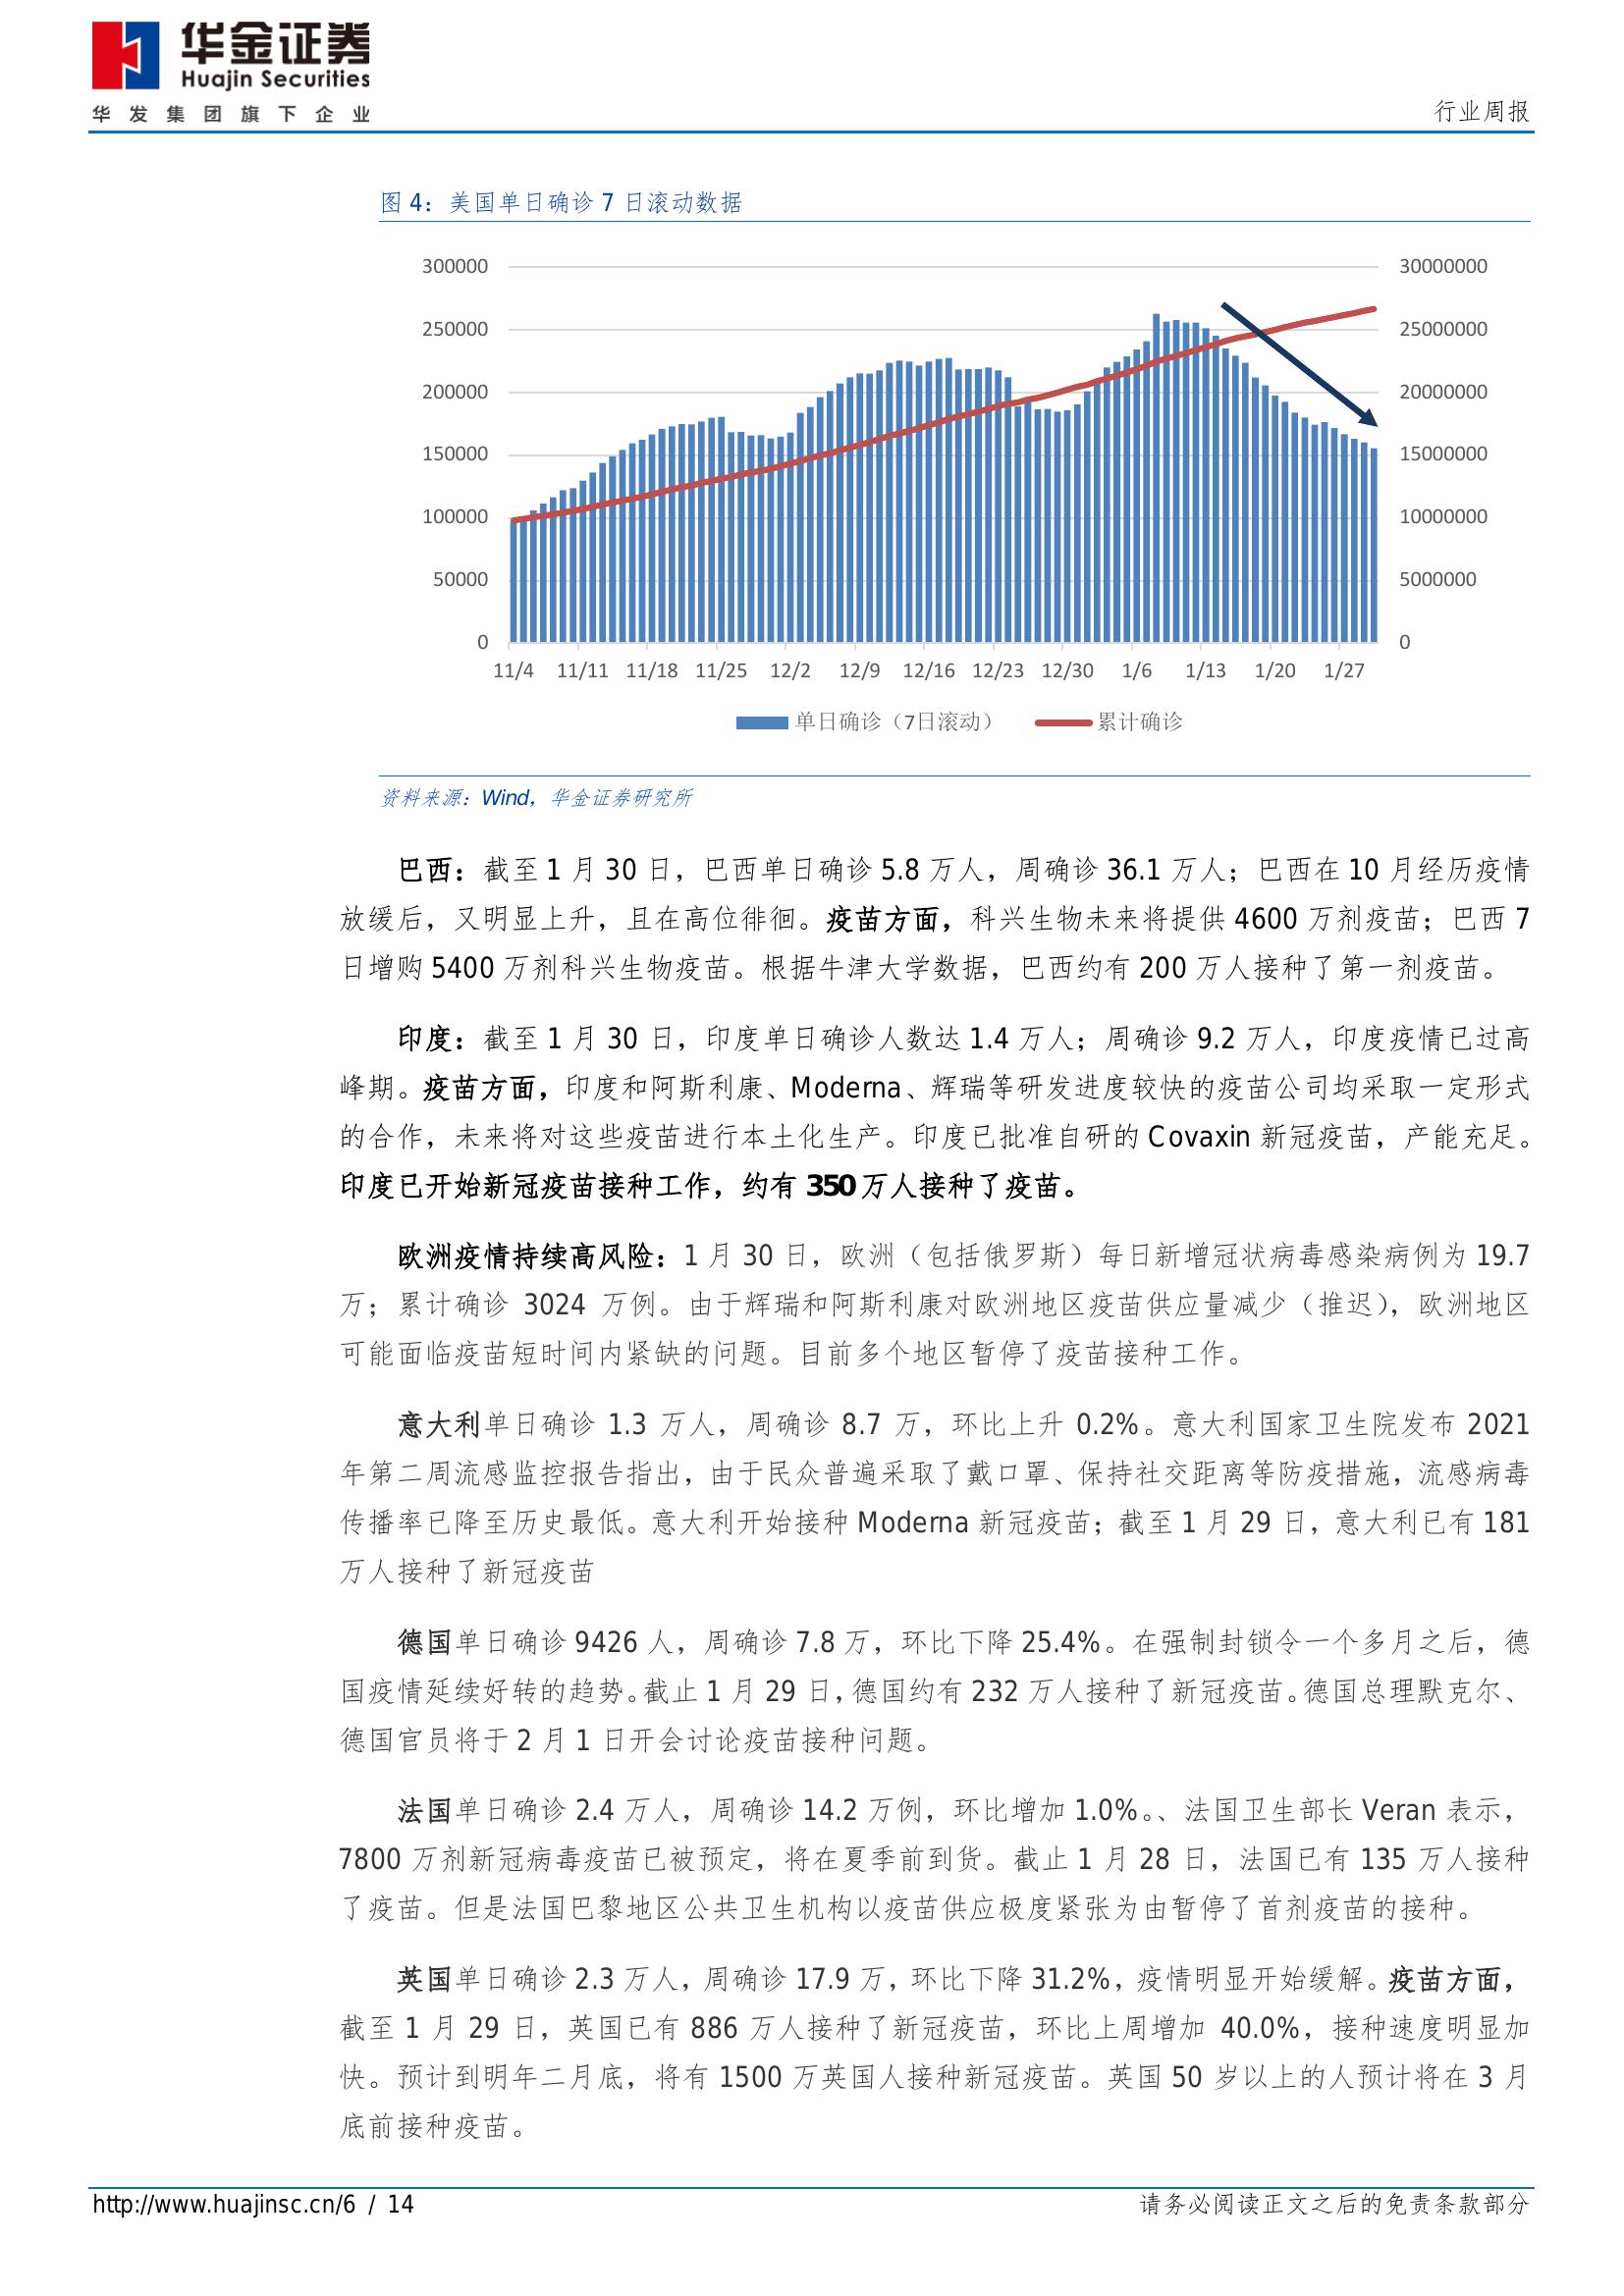 华金证券
Huajin Securities
华发集团旗下企业
行业周报
图 4：美国单日确诊 7 日滚动数据
300000
250000
200000
150000
100000
50000
0
30000000
25000000
20000000
15000000
10000000
5000000
0
11/4 11/11 11/18 11/25 12/2 12/9 12/16 12/23 12/30 1/6 1/13 1/20 1/27
单日确诊（7日滚动） 累计确诊
资料来源：Wind，华金证券研究所
巴西：截至 1 月 30 日，巴西单日确诊 5.8 万人，周确诊 36.1 万人；巴西在 10 月经历疫情
放缓后，又明显上升，且在高位徘徊。疫苗方面，科兴生物未来将提供 4600 万剂疫苗；巴西 7
日增购 5400 万剂科兴生物疫苗。根据牛津大学数据，巴西约有 200 万人接种了第一剂疫苗。
印度：截至 1 月 30 日，印度单日确诊人数达 1.4 万人；周确诊 9.2 万人，印度疫情已过高
峰期。疫苗方面，印度和阿斯利康、Moderna、辉瑞等研发进度较快的疫苗公司均采取一定形式
的合作，未来将对这些疫苗进行本土化生产。印度已批准自研的 Covaxin 新冠疫苗，产能充足。
印度已开始新冠疫苗接种工作，约有 350 万人接种了疫苗。
欧洲疫情持续高风险：1 月 30 日，欧洲（包括俄罗斯）每日新增冠状病毒感染病例为 19.7
万；累计确诊 3024 万例。由于辉瑞和阿斯利康对欧洲地区疫苗供应量减少（推迟），欧洲地区
可能面临疫苗短时间内紧缺的问题。目前多个地区暂停了疫苗接种工作。
意大利单日确诊 1.3 万人，周确诊 8.7 万，环比上升 0.2%。意大利国家卫生院发布 2021
年第二周流感监控报告指出，由于民众普遍采取了戴口罩、保持社交距离等防疫措施，流感病毒
传播率已降至历史最低。意大利开始接种 Moderna 新冠疫苗；截至 1 月 29 日，意大利已有 181
万人接种了新冠疫苗
德国单日确诊 9426 人，周确诊 7.8 万，环比下降 25.4%。在强制封锁令一个多月之后，德
国疫情延续好转的趋势。截止 1 月 29 日，德国约有 232 万人接种了新冠疫苗。德国总理默克尔、
德国官员将于 2 月 1 日开会讨论疫苗接种问题。
法国单日确诊 2.4 万人，周确诊 14.2 万例，环比增加 1.0%。、法国卫生部长 Veran 表示，
7800 万剂新冠病毒疫苗已被预定，将在夏季前到货。截止 1 月 28 日，法国已有 135 万人接种
了疫苗。但是法国巴黎地区公共卫生机构以疫苗供应极度紧张为由暂停了首剂疫苗的接种。
英国单日确诊 2.3 万人，周确诊 17.9 万，环比下降 31.2%，疫情明显开始缓解。疫苗方面，
截至 1 月 29 日，英国已有 886 万人接种了新冠疫苗，环比上周增加 40.0%，接种速度明显加
快。预计到明年二月底，将有 1500 万英国人接种新冠疫苗。英国 50 岁以上的人预计将在 3 月
底前接种疫苗。
http://www.huajinsc.cn/6 / 14
请务必阅读正文之后的免责条款部分